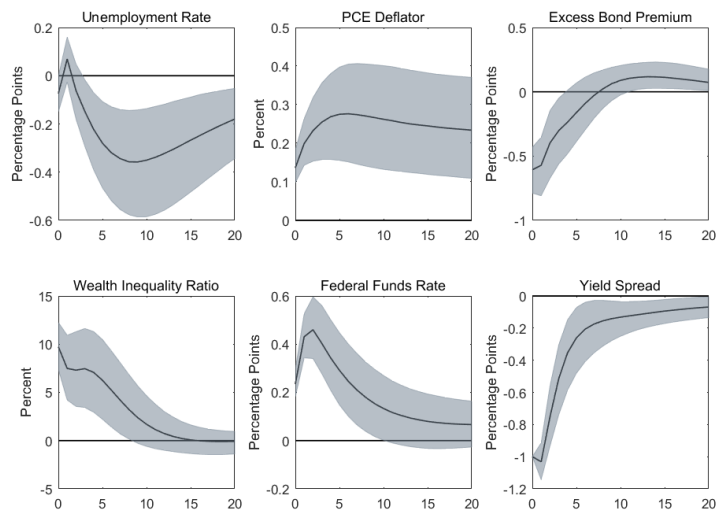 Unemployment Rate
Percentage Points
0.2
0
-0.2
-0.4
-0.6
0 5 10 15 20
PCE Deflator
Percent
0.5
0.4
0.3
0.2
0.1
0
0 5 10 15 20
Excess Bond Premium
Percentage Points
0.5
0
-0.5
-1
0 5 10 15 20
Wealth Inequality Ratio
Percent
15
10
5
0
-5
0 5 10 15 20
Federal Funds Rate
Percentage Points
0.6
0.4
0.2
0
-0.2
0 5 10 15 20
Yield Spread
Percentage Points
0
-0.2
-0.4
-0.6
-0.8
-1
-1.2
0 5 10 15 20